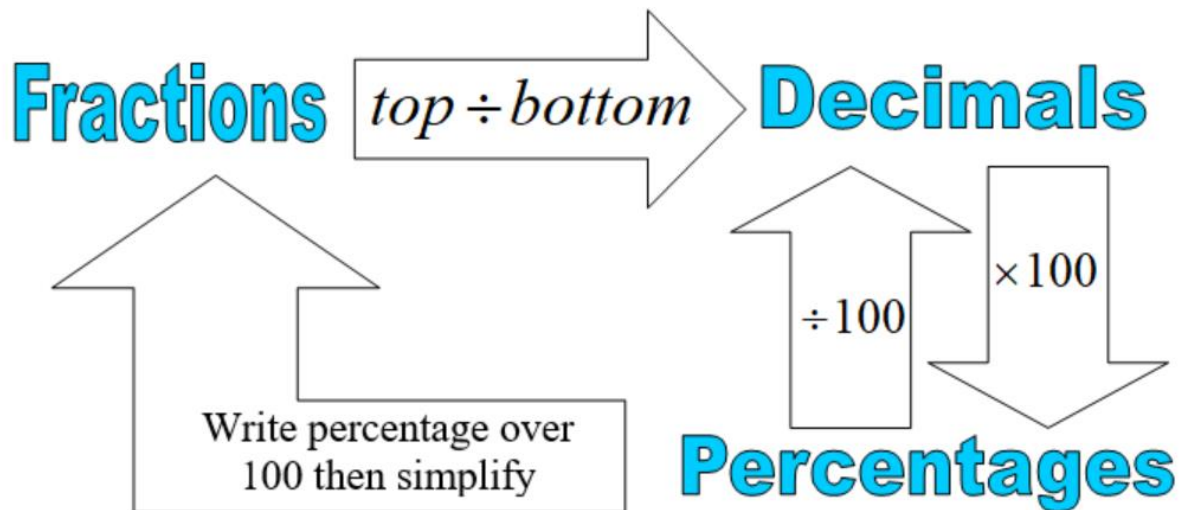 Fractions
top ÷ bottom
Decimals
÷100
×100
Write percentage over
100 then simplify
Percentages